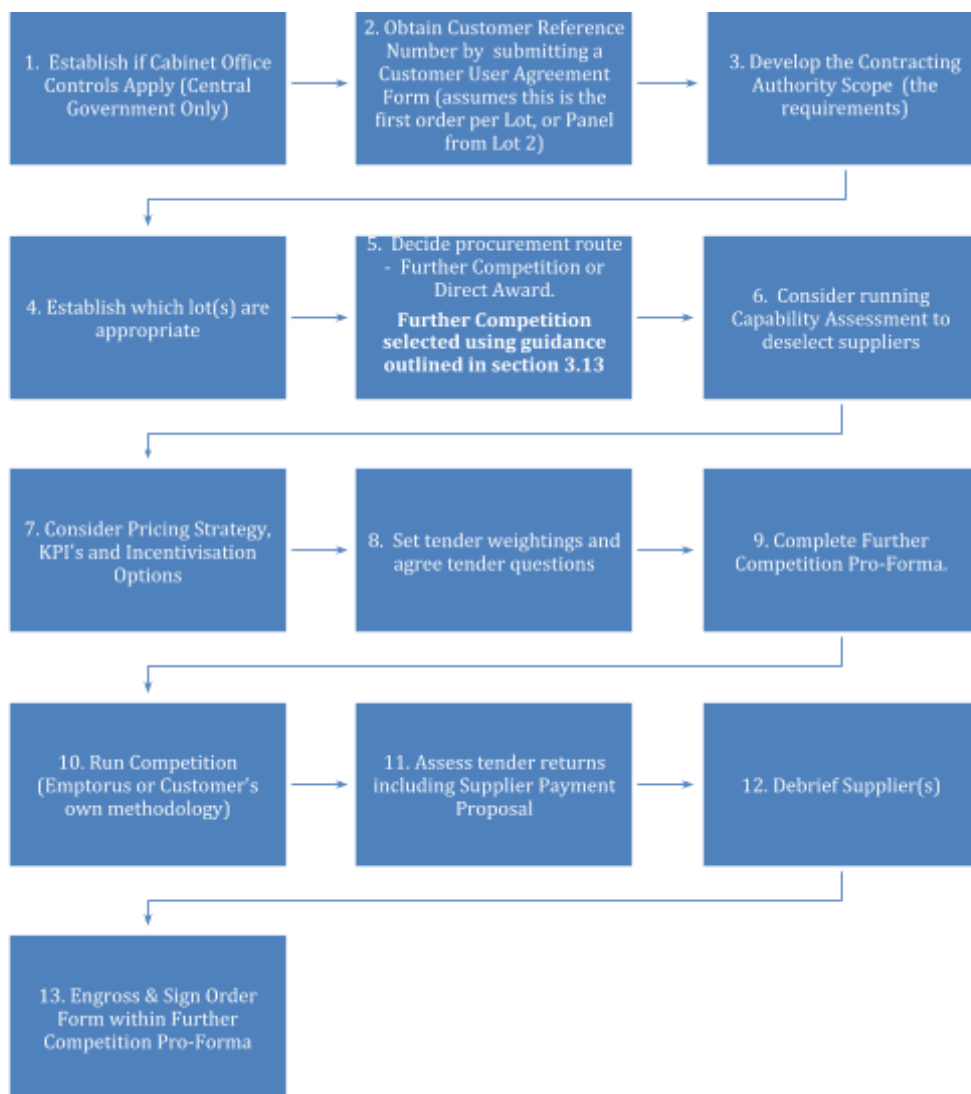 1. Establish if Cabinet Office
Controls Apply (Central
Government Only)
2. Obtain Customer Reference
Number by submitting a
Customer User Agreement
Form (assumes this is the
first order per Lot, or Panel
from Lot 2)
3. Develop the Contracting
Authority Scope (the
requirements)
4. Establish which lot(s) are
appropriate
5. Decide procurement route
- Further Competition or
Direct Award.
Further Competition
selected using guidance
outlined in section 3.13
6. Consider running
Capability Assessment to
deselect suppliers
7. Consider Pricing Strategy,
KPI's and Incentivisation
Options
8. Set tender weightings and
agree tender questions
9. Complete Further
Competition Pro-Forma.
10. Run Competition
(Emptorus or Customer's
own methodology)
11. Assess tender returns
including Supplier Payment
Proposal
12. Debrief Supplier(s)
13. Engross & Sign Order
Form within Further
Competition Pro-Forma